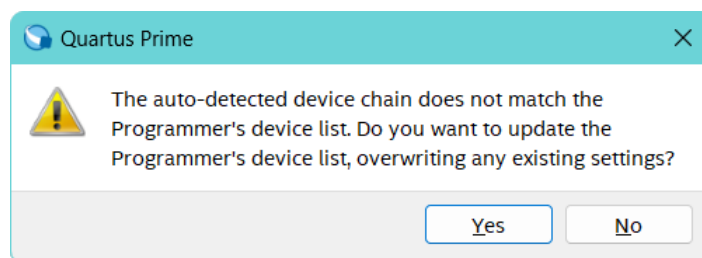 Quartus Prime
The auto-detected device chain does not match the
Programmer's device list. Do you want to update the
Programmer's device list, overwriting any existing settings?
Yes No